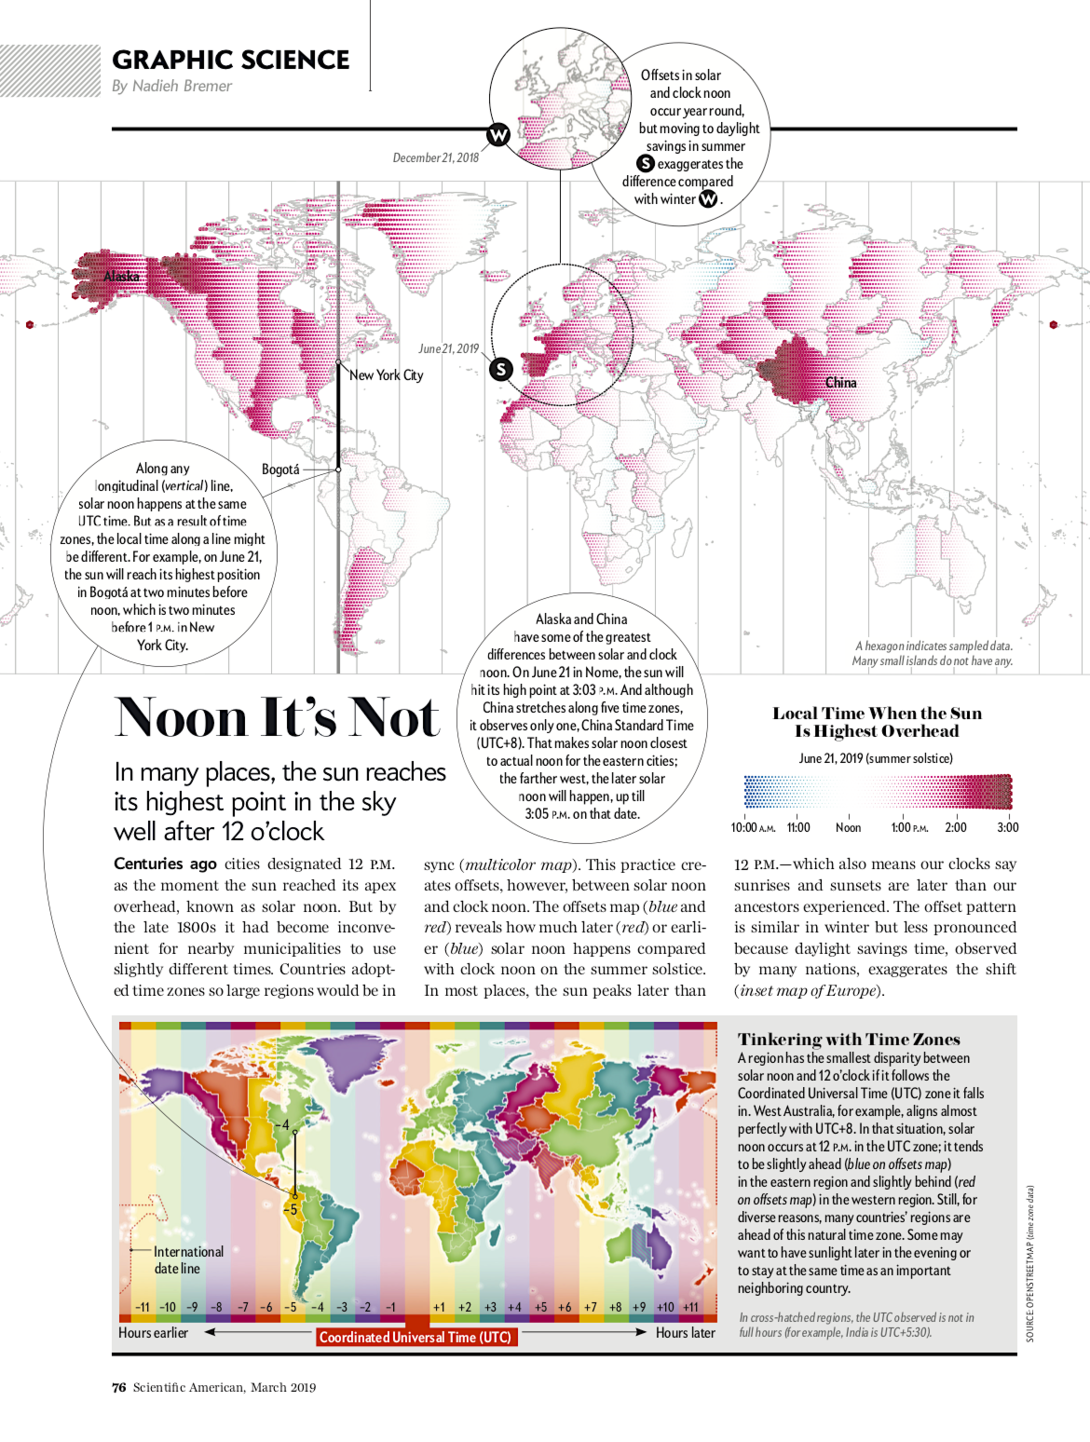 GRAPHIC SCIENCE
By Nadieh Bremer
Offsets in solar
and clock noon
occur year round,
but moving to daylight
savings in summer
S exaggerates the
difference compared
with winter W .
W
December 21, 2018
Alaska
June 21, 2019
S
New York City
China
Bogotá
Along any
longitudinal (vertical) line,
solar noon happens at the same
UTC time. But as a result of time
zones, the local time along a line might
be different. For example, on June 21,
the sun will reach its highest position
in Bogotá at two minutes before
noon, which is two minutes
before 1 P.M. in New
York City.
Alaska and China
have some of the greatest
differences between solar and clock
noon. On June 21 in Nome, the sun will
hit its high point at 3:03 P.M. And although
China stretches along five time zones,
it observes only one, China Standard Time
(UTC+8). That makes solar noon closest
to actual noon for the eastern cities;
the farther west, the later solar
noon will happen, up till
3:05 P.M. on that date.
A hexagon indicates sampled data.
Many small islands do not have any.
Noon It's Not
In many places, the sun reaches
its highest point in the sky
well after 12 o'clock
Local Time When the Sun
Is Highest Overhead
June 21, 2019 (summer solstice)
10:00 A.M. 11:00 Noon 1:00 P.M. 2:00 3:00
Centuries ago cities designated 12 P.M.
as the moment the sun reached its apex
overhead, known as solar noon. But by
the late 1800s it had become inconve-
nient for nearby municipalities to use
slightly different times. Countries adopt-
ed time zones so large regions would be in
sync (multicolor map). This practice cre-
ates offsets, however, between solar noon
and clock noon. The offsets map (blue and
red) reveals how much later (red) or earli-
er (blue) solar noon happens compared
with clock noon on the summer solstice.
In most places, the sun peaks later than
12 P.M.—which also means our clocks say
sunrises and sunsets are later than our
ancestors experienced. The offset pattern
is similar in winter but less pronounced
because daylight savings time, observed
by many nations, exaggerates the shift
(inset map of Europe).
-4
-5
International
date line
-11 -10 -9 -8 -7 -6 -5 -4 -3 -2 -1 +1 +2 +3 +4 +5 +6 +7 +8 +9 +10 +11
Hours earlier Coordinated Universal Time (UTC) Hours later
Tinkering with Time Zones
A region has the smallest disparity between
solar noon and 12 o'clock if it follows the
Coordinated Universal Time (UTC) zone it falls
in. West Australia, for example, aligns almost
perfectly with UTC+8. In that situation, solar
noon occurs at 12 P.M. in the UTC zone; it tends
to be slightly ahead (blue on offsets map)
in the eastern region and slightly behind (red
on offsets map) in the western region. Still, for
diverse reasons, many countries' regions are
ahead of this natural time zone. Some may
want to have sunlight later in the evening or
to stay at the same time as an important
neighboring country.
In cross-hatched regions, the UTC observed is not in
full hours (for example, India is UTC+5:30).
SOURCE: OPENSTREETMAP (time zone data)
76 Scientific American, March 2019